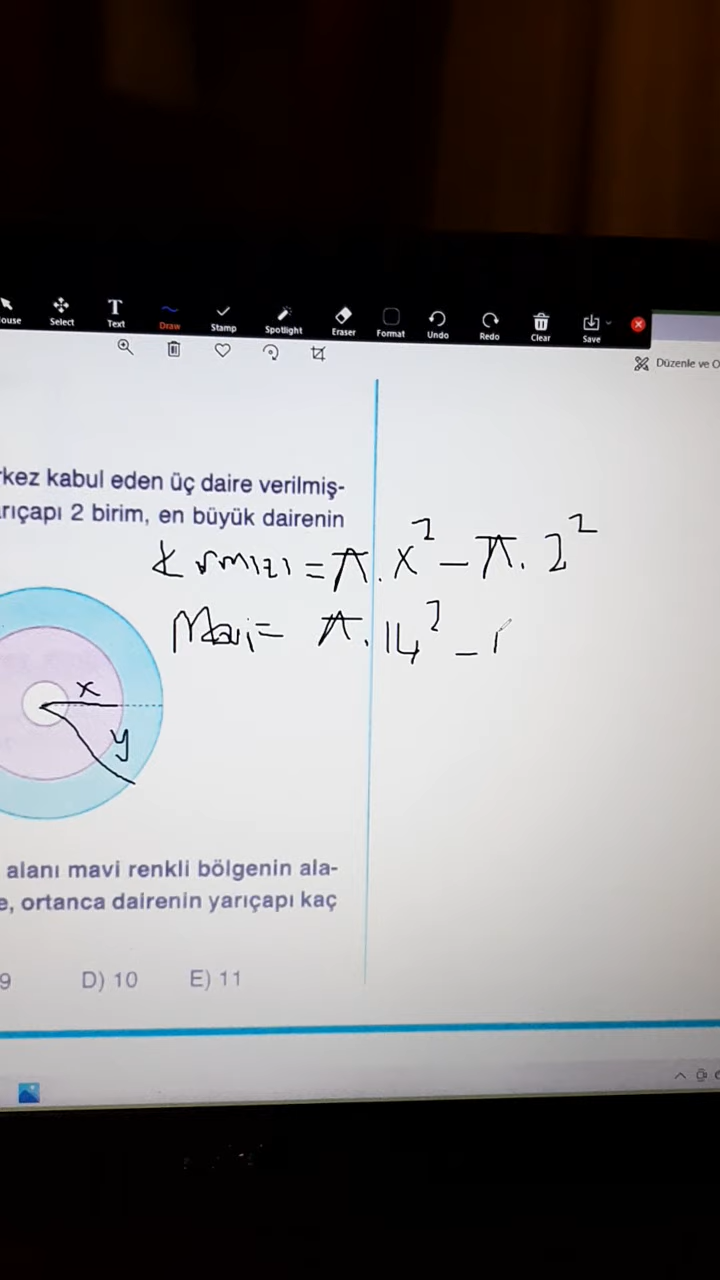 ouse Select T Text Draw Stamp Spotlight Eraser Format Undo Redo Clear Save
Düzenle ve O
rkez kabul eden üç daire verilmiş-
rıçapı 2 birim, en büyük dairenin
Kırmızı = π.x² - π.2²
Mavi = π.14² -
x
y
alanı mavi renkli bölgenin ala-
e, ortanca dairenin yarıçapı kaç
9 D) 10 E) 11